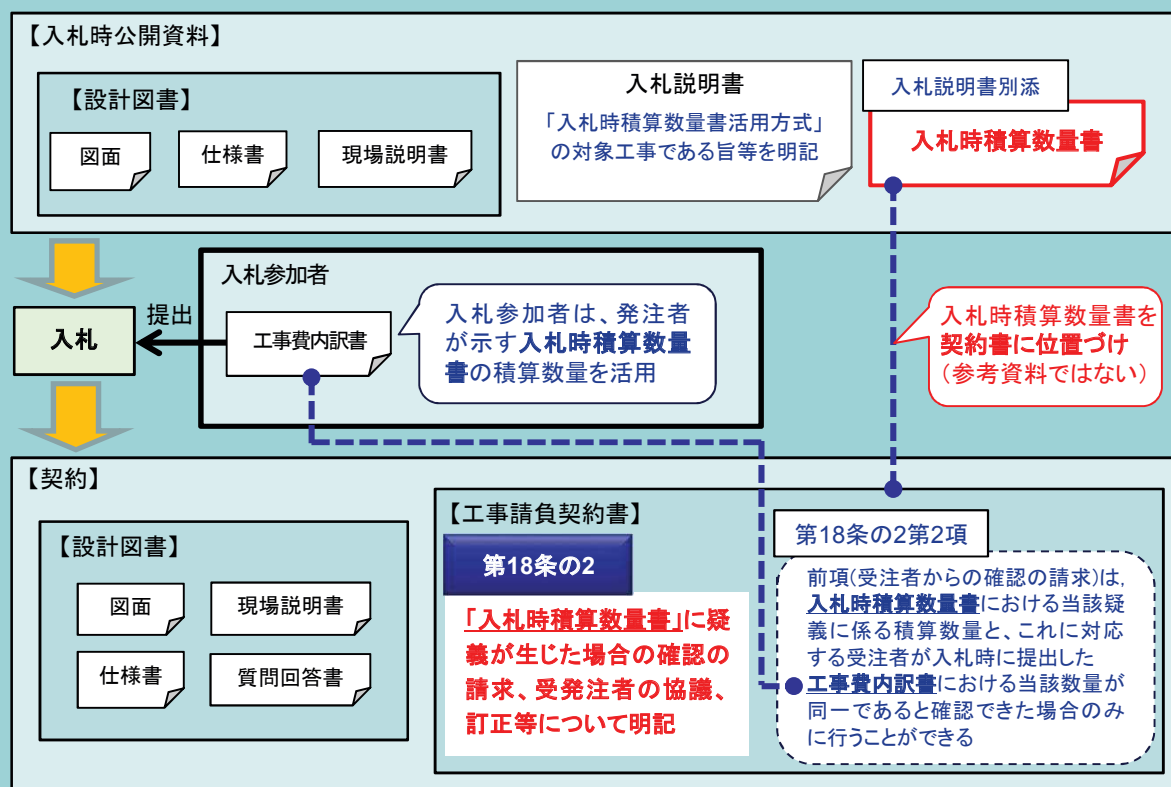 【入札時公開資料】
【設計図書】
図面
仕様書
現場説明書
入札説明書
「入札時積算数量書活用方式」
の対象工事である旨等を明記
入札説明書別添
入札時積算数量書
入札
提出
入札参加者
工事費内訳書
入札参加者は、発注者
が示す入札時積算数量
書の積算数量を活用
入札時積算数量書を
契約書に位置づけ
(参考資料ではない)
【契約】
【設計図書】
図面
現場説明書
仕様書
質問回答書
【工事請負契約書】
第18条の2
「入札時積算数量書」に疑
義が生じた場合の確認の
請求、受発注者の協議、
訂正等について明記
第18条の2第2項
前項(受注者からの確認の請求)は、
入札時積算数量書における当該疑
義に係る積算数量と、これに対応
する受注者が入札時に提出した
工事費内訳書における当該数量が
同一であると確認できた場合のみ
に行うことができる